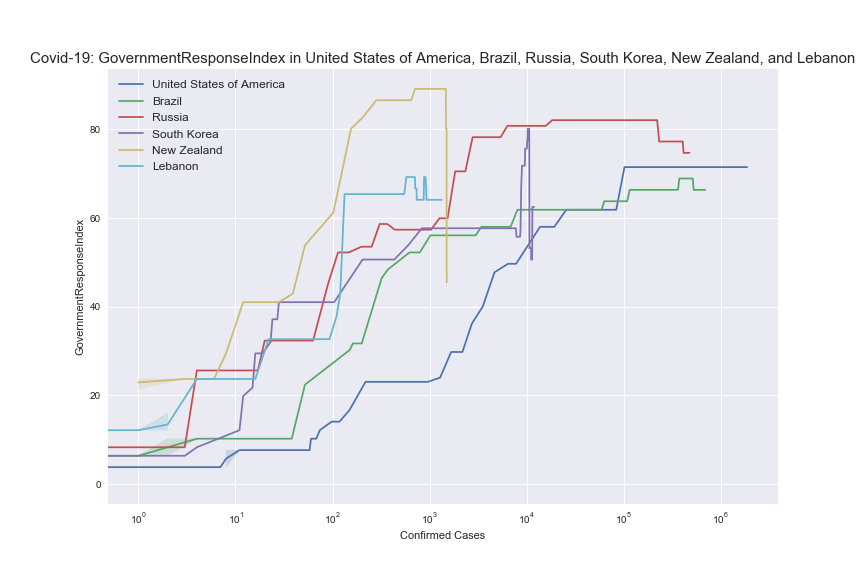 Covid-19: GovernmentResponseIndex in United States of America, Brazil, Russia, South Korea, New Zealand, and Lebanon
United States of America
Brazil
Russia
South Korea
New Zealand
Lebanon
80
60
40
20
0
GovernmentResponseIndex
10⁰ 10¹ 10² 10³ 10⁴ 10⁵ 10⁶
Confirmed Cases